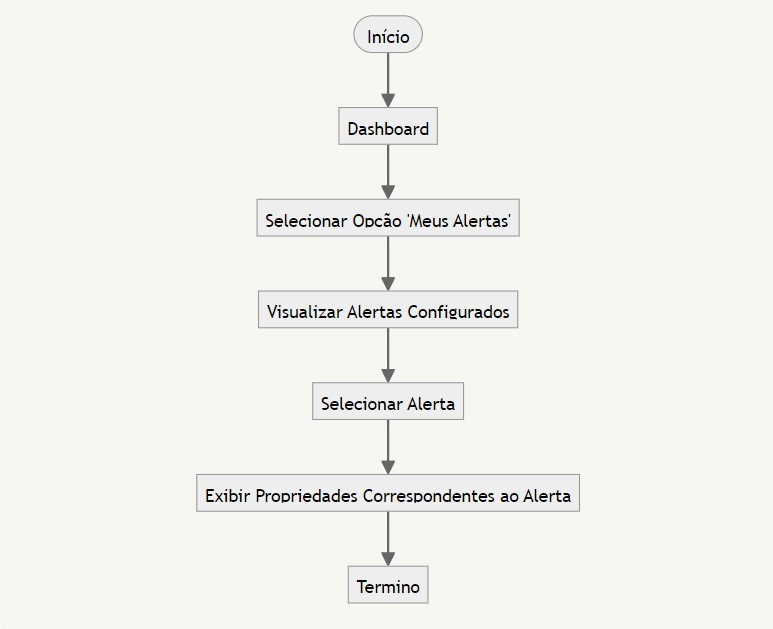 Início
Dashboard
Selecionar Opcão 'Meus Alertas'
Visualizar Alertas Configurados
Selecionar Alerta
Exibir Propriedades Correspondentes ao Alerta
Termino